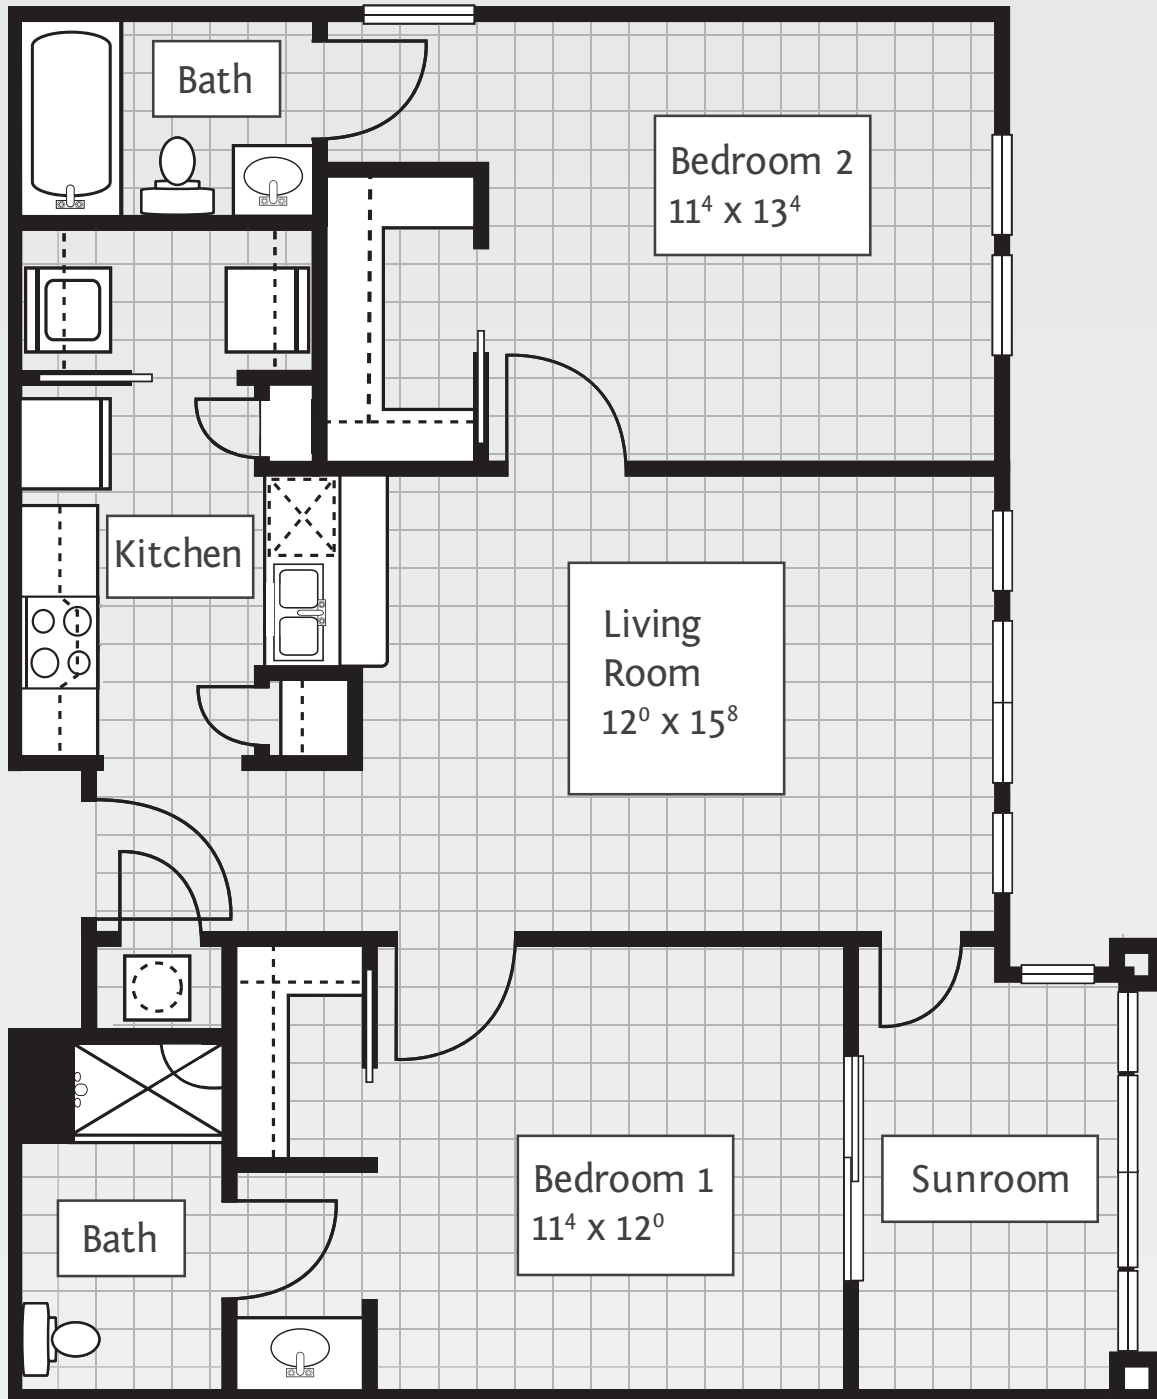 Bath
Bedroom 2
11⁴ x 13⁴
Kitchen
Living
Room
12⁰ x 15⁸
Bedroom 1
11⁴ x 12⁰
Sunroom
Bath